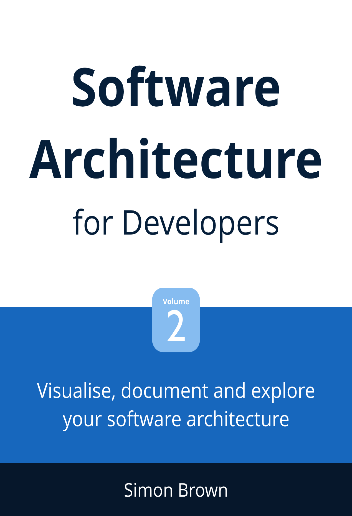 Software
Architecture
for Developers
Volume
2
Visualise, document and explore
your software architecture
Simon Brown